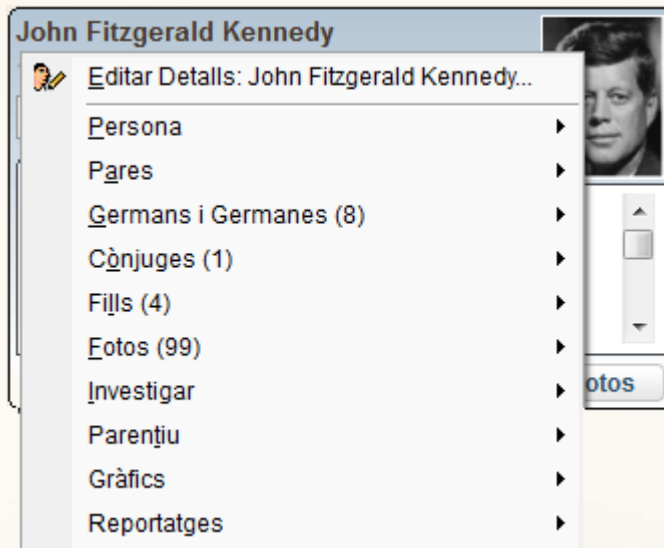 John Fitzgerald Kennedy
Editar Detalls: John Fitzgerald Kennedy...
Persona
Pares
Germans i Germanes (8)
Cònjuges (1)
Fills (4)
Fotos (99)
Investigar
otos
Parentiu
Gràfics
Reportatges